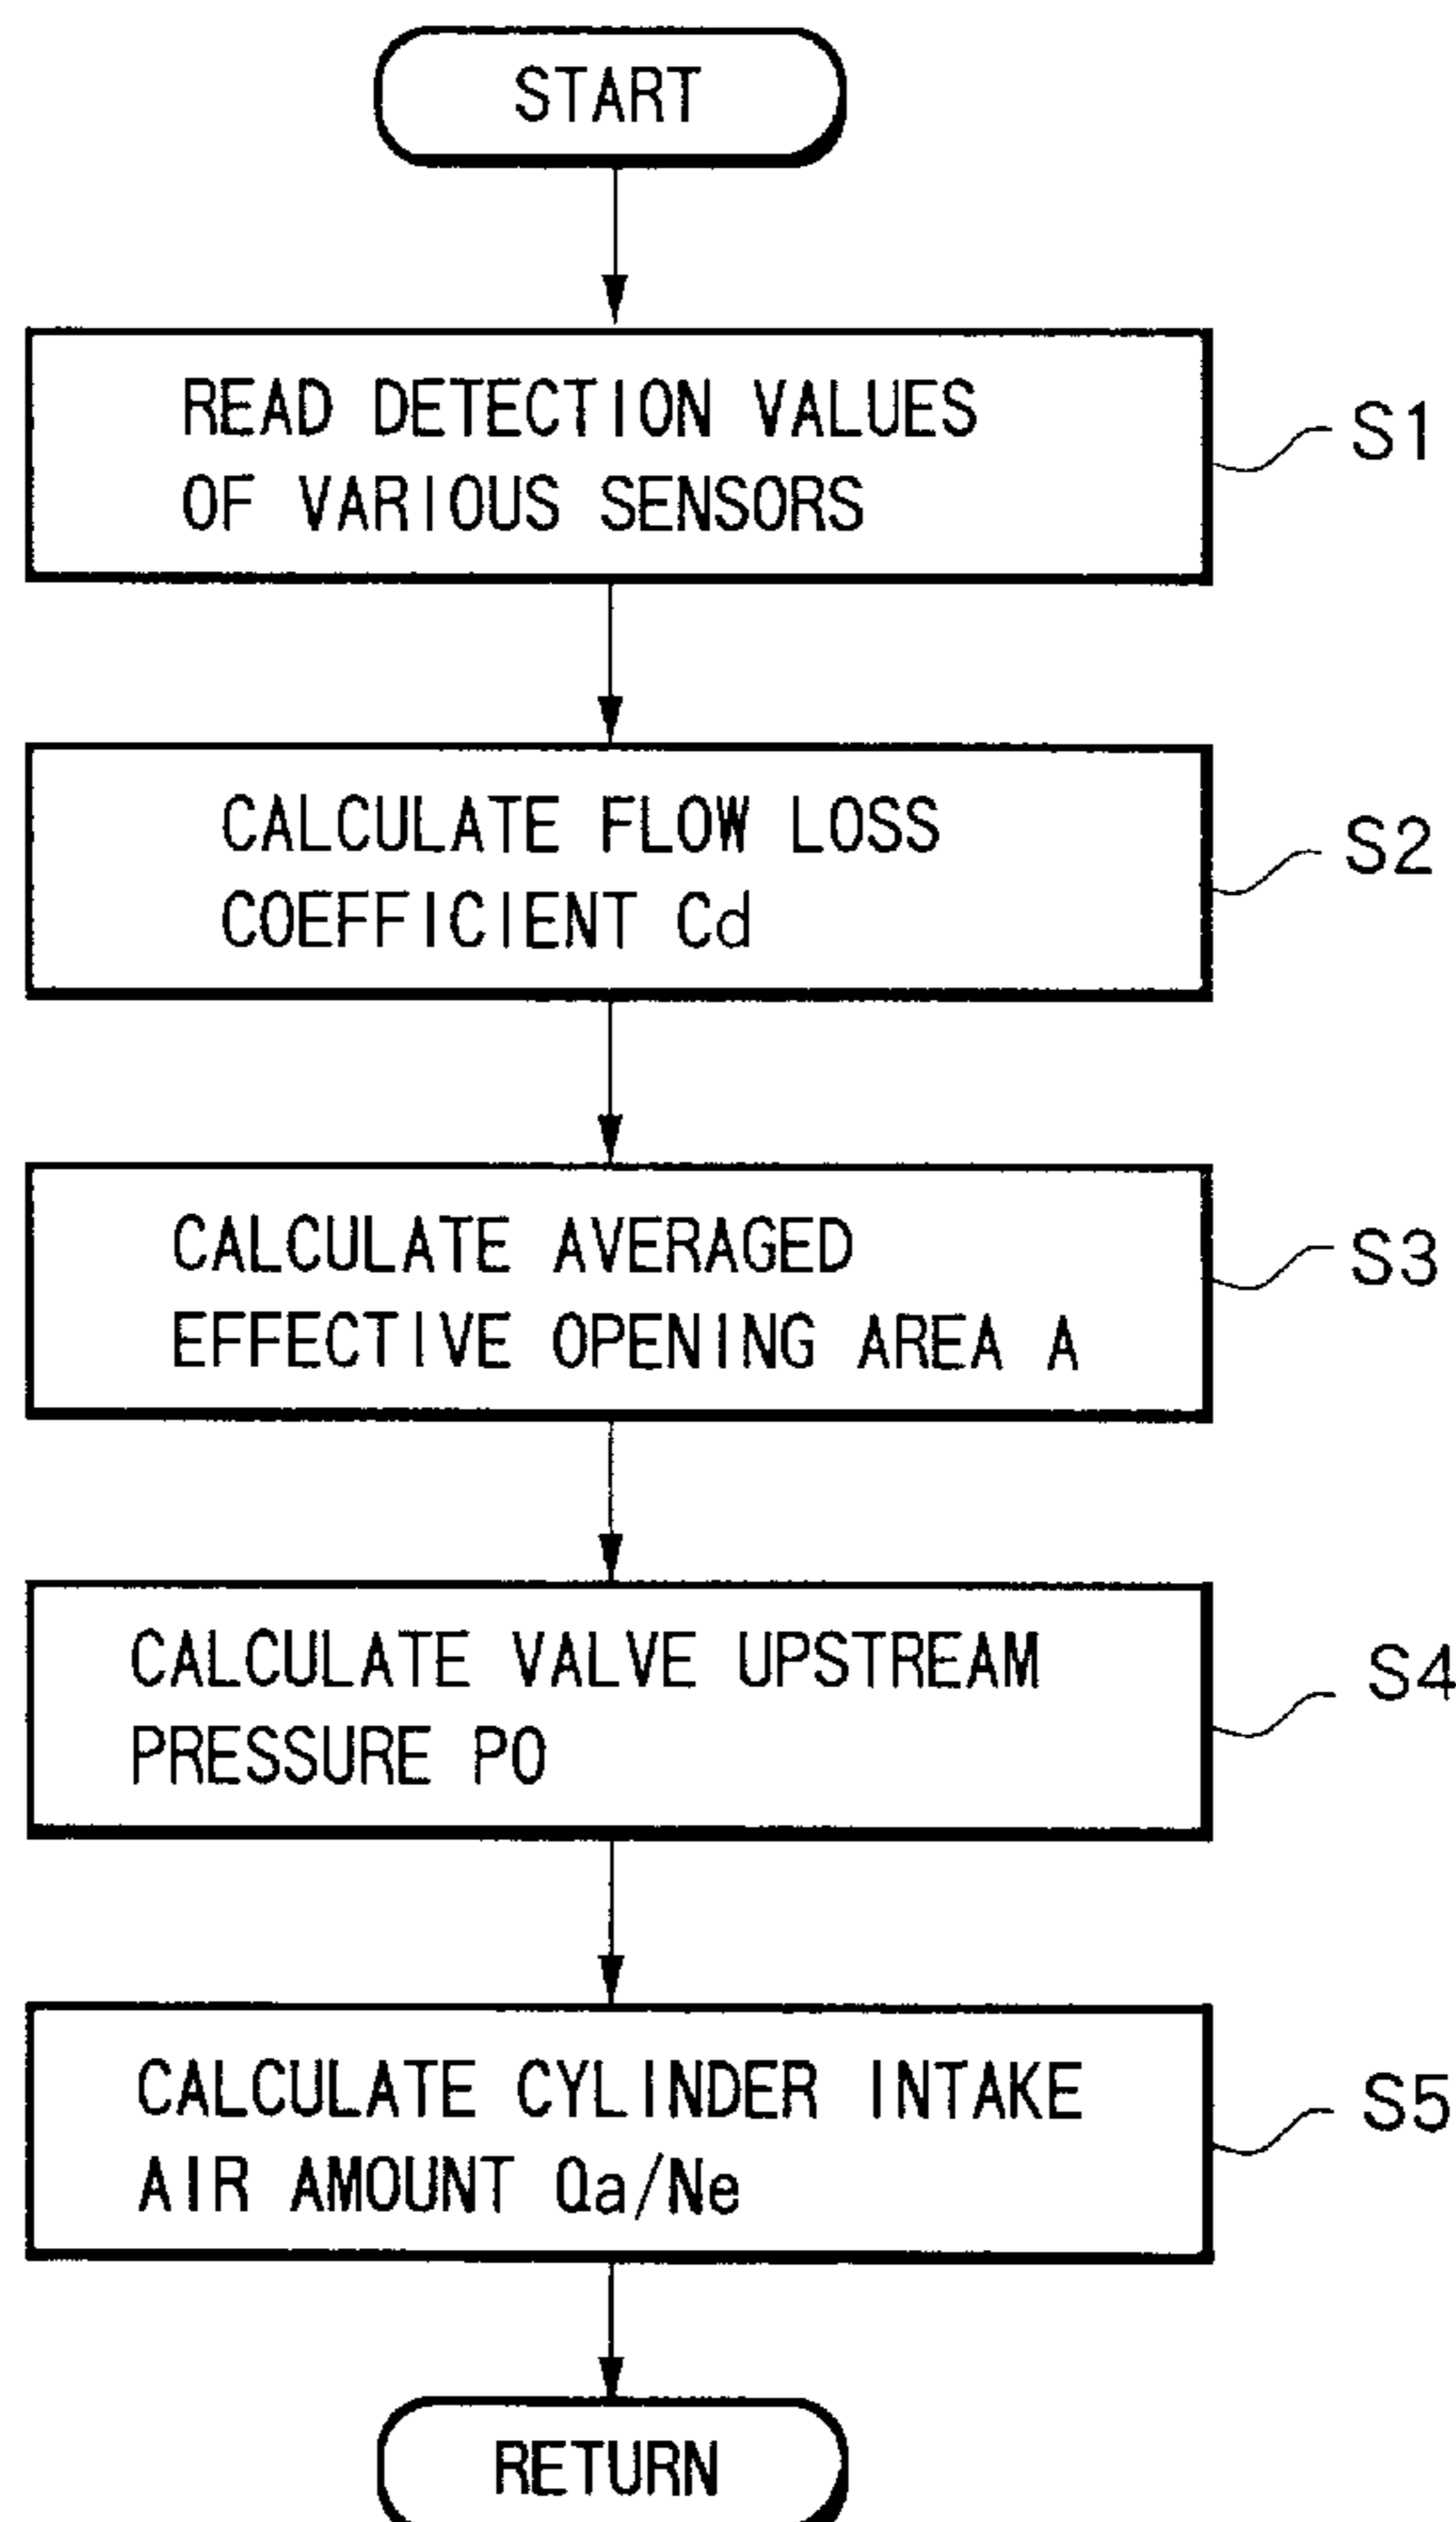 START
READ DETECTION VALUES
OF VARIOUS SENSORS
S1
CALCULATE FLOW LOSS
COEFFICIENT Cd
S2
CALCULATE AVERAGED
EFFECTIVE OPENING AREA A
S3
CALCULATE VALVE UPSTREAM
PRESSURE P0
S4
CALCULATE CYLINDER INTAKE
AIR AMOUNT Qa/Ne
S5
RETURN